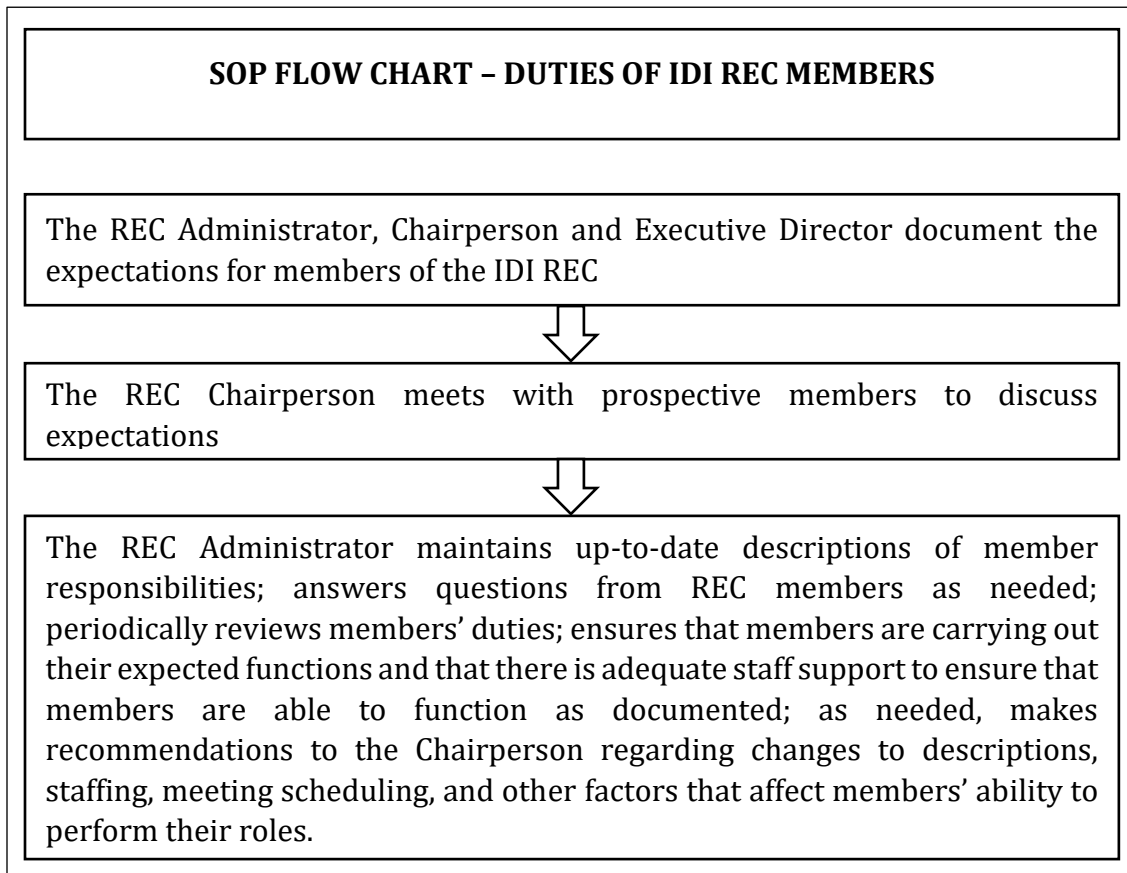 SOP FLOW CHART – DUTIES OF IDI REC MEMBERS
The REC Administrator, Chairperson and Executive Director document the
expectations for members of the IDI REC
The REC Chairperson meets with prospective members to discuss
expectations
The REC Administrator maintains up-to-date descriptions of member
responsibilities; answers questions from REC members as needed;
periodically reviews members’ duties; ensures that members are carrying out
their expected functions and that there is adequate staff support to ensure that
members are able to function as documented; as needed, makes
recommendations to the Chairperson regarding changes to descriptions,
staffing, meeting scheduling, and other factors that affect members’ ability to
perform their roles.